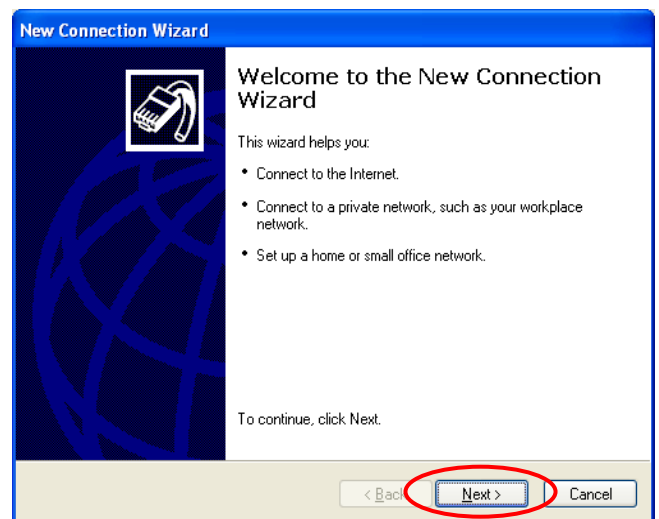 New Connection Wizard
Welcome to the New Connection
Wizard
This wizard helps you:
• Connect to the Internet.
• Connect to a private network, such as your workplace
network.
• Set up a home or small office network.
To continue, click Next.
< Back Next > Cancel